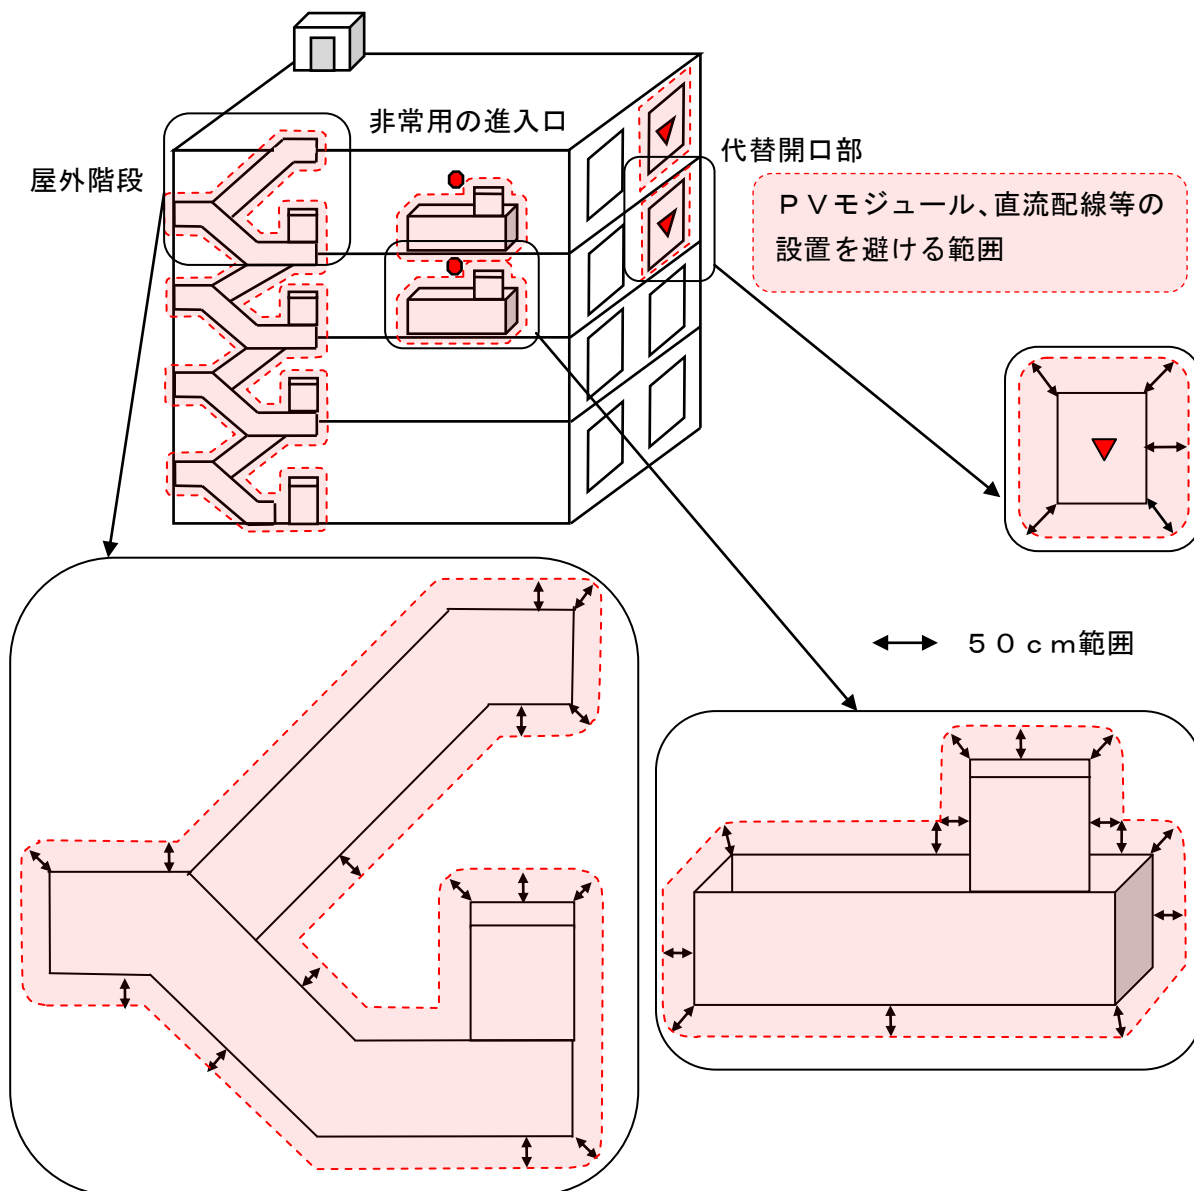 非常用の進入口
代替開口部
屋外階段
ＰＶモジュール、直流配線等の
設置を避ける範囲
５０ｃｍ範囲